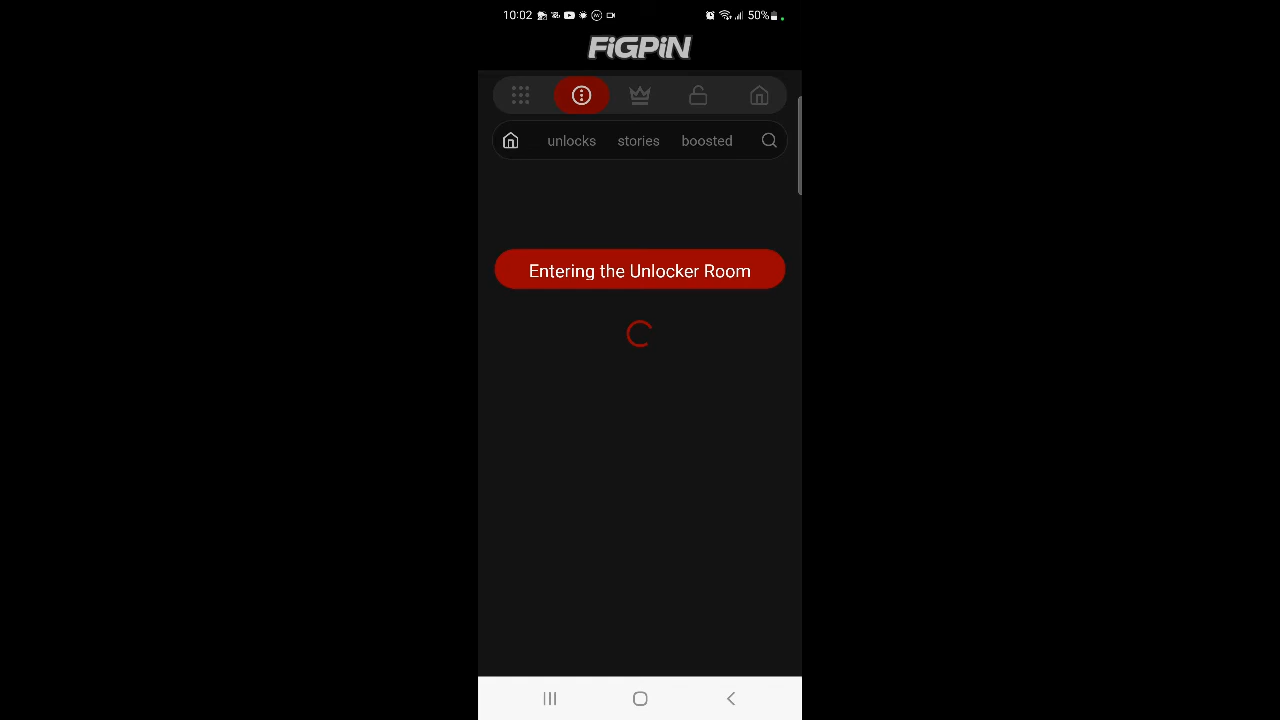 10:02
50%
FiGPiN
unlocks stories boosted
Entering the Unlocker Room